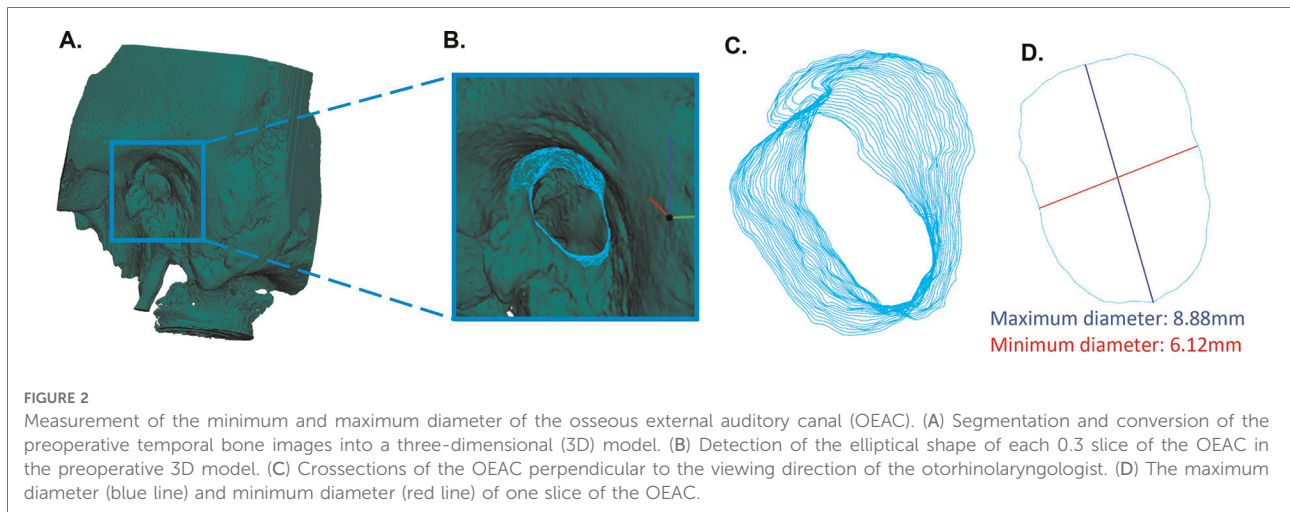 A.
B.
C.
D.
Maximum diameter: 8.88mm
Minimum diameter: 6.12mm
FIGURE 2
Measurement of the minimum and maximum diameter of the osseous external auditory canal (OEAC). (A) Segmentation and conversion of the
preoperative temporal bone images into a three-dimensional (3D) model. (B) Detection of the elliptical shape of each 0.3 slice of the OEAC in
the preoperative 3D model. (C) Crossections of the OEAC perpendicular to the viewing direction of the otorhinolaryngologist. (D) The maximum
diameter (blue line) and minimum diameter (red line) of one slice of the OEAC.